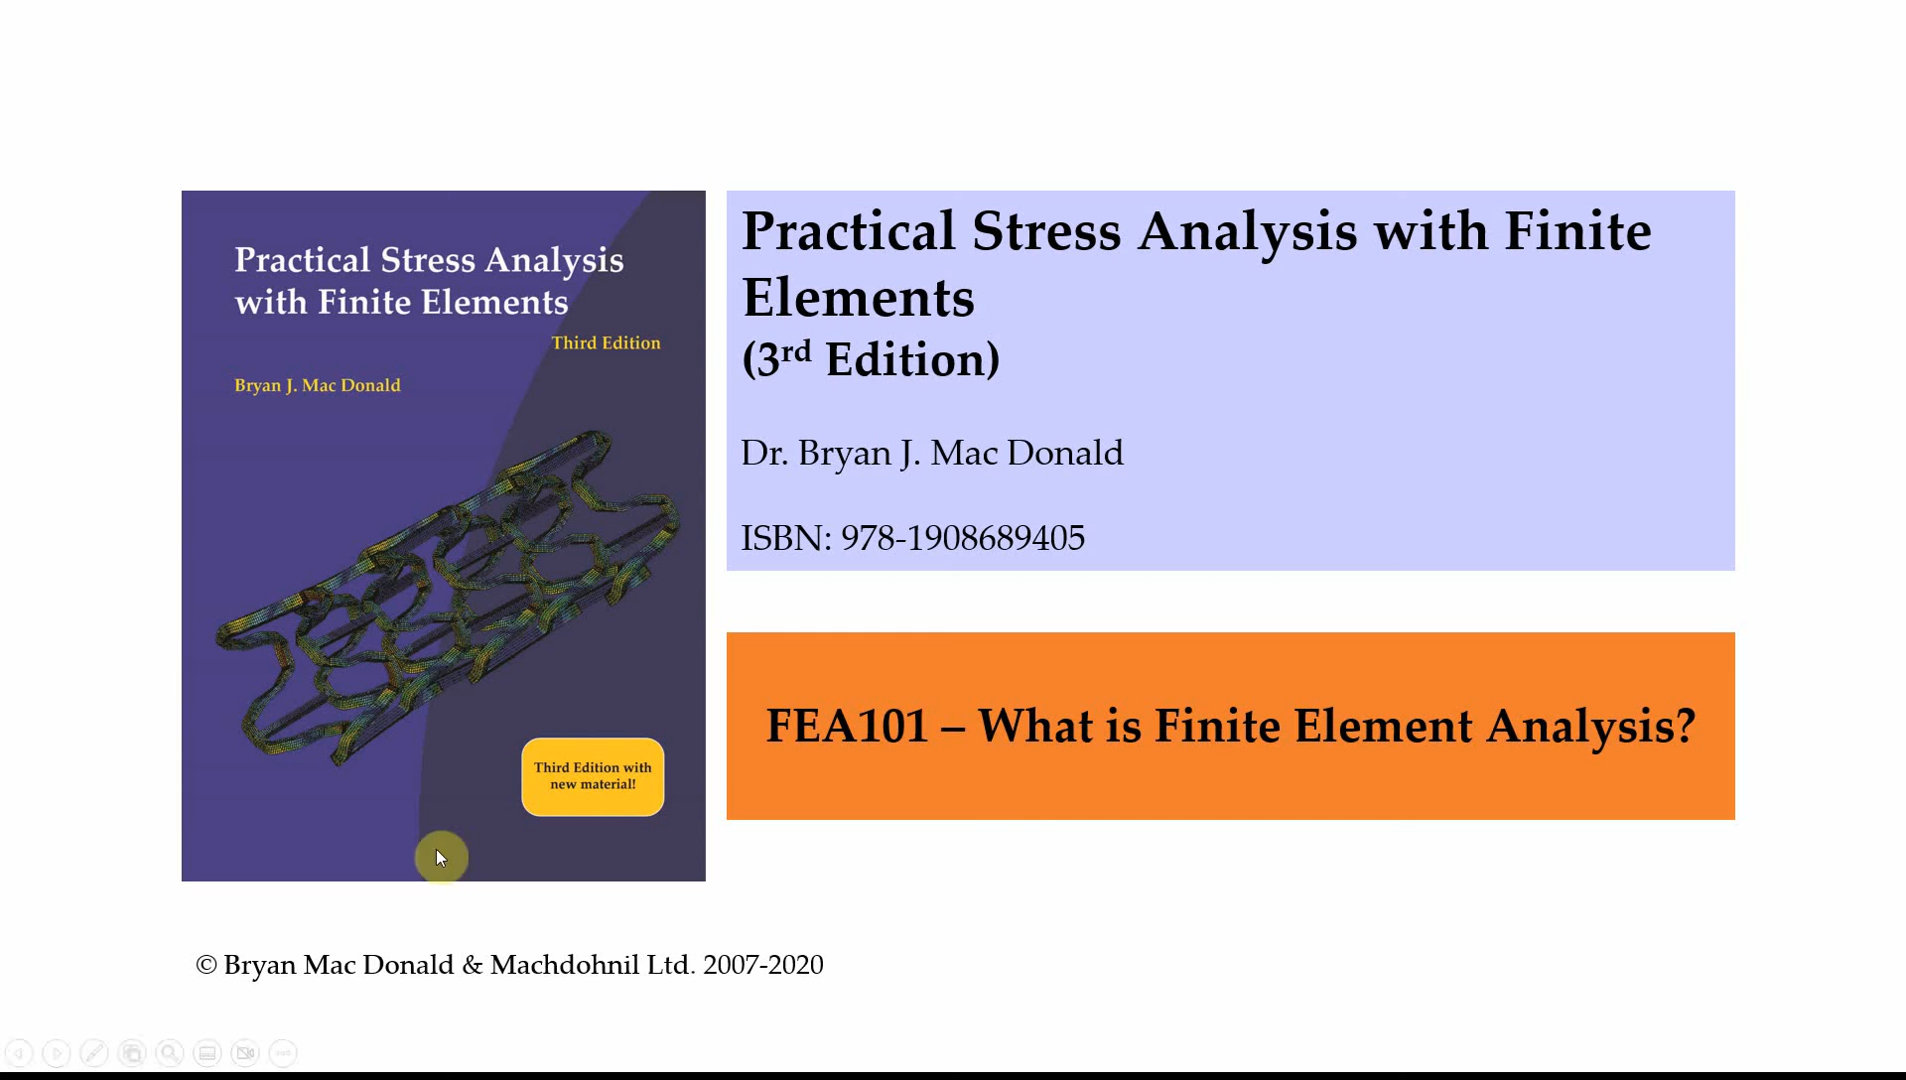 Practical Stress Analysis
with Finite Elements
Third Edition
Bryan J. Mac Donald
Third Edition with
new material!
Practical Stress Analysis with Finite
Elements
(3rd Edition)
Dr. Bryan J. Mac Donald
ISBN: 978-1908689405
FEA101 – What is Finite Element Analysis?
© Bryan Mac Donald & Machdohnil Ltd. 2007-2020